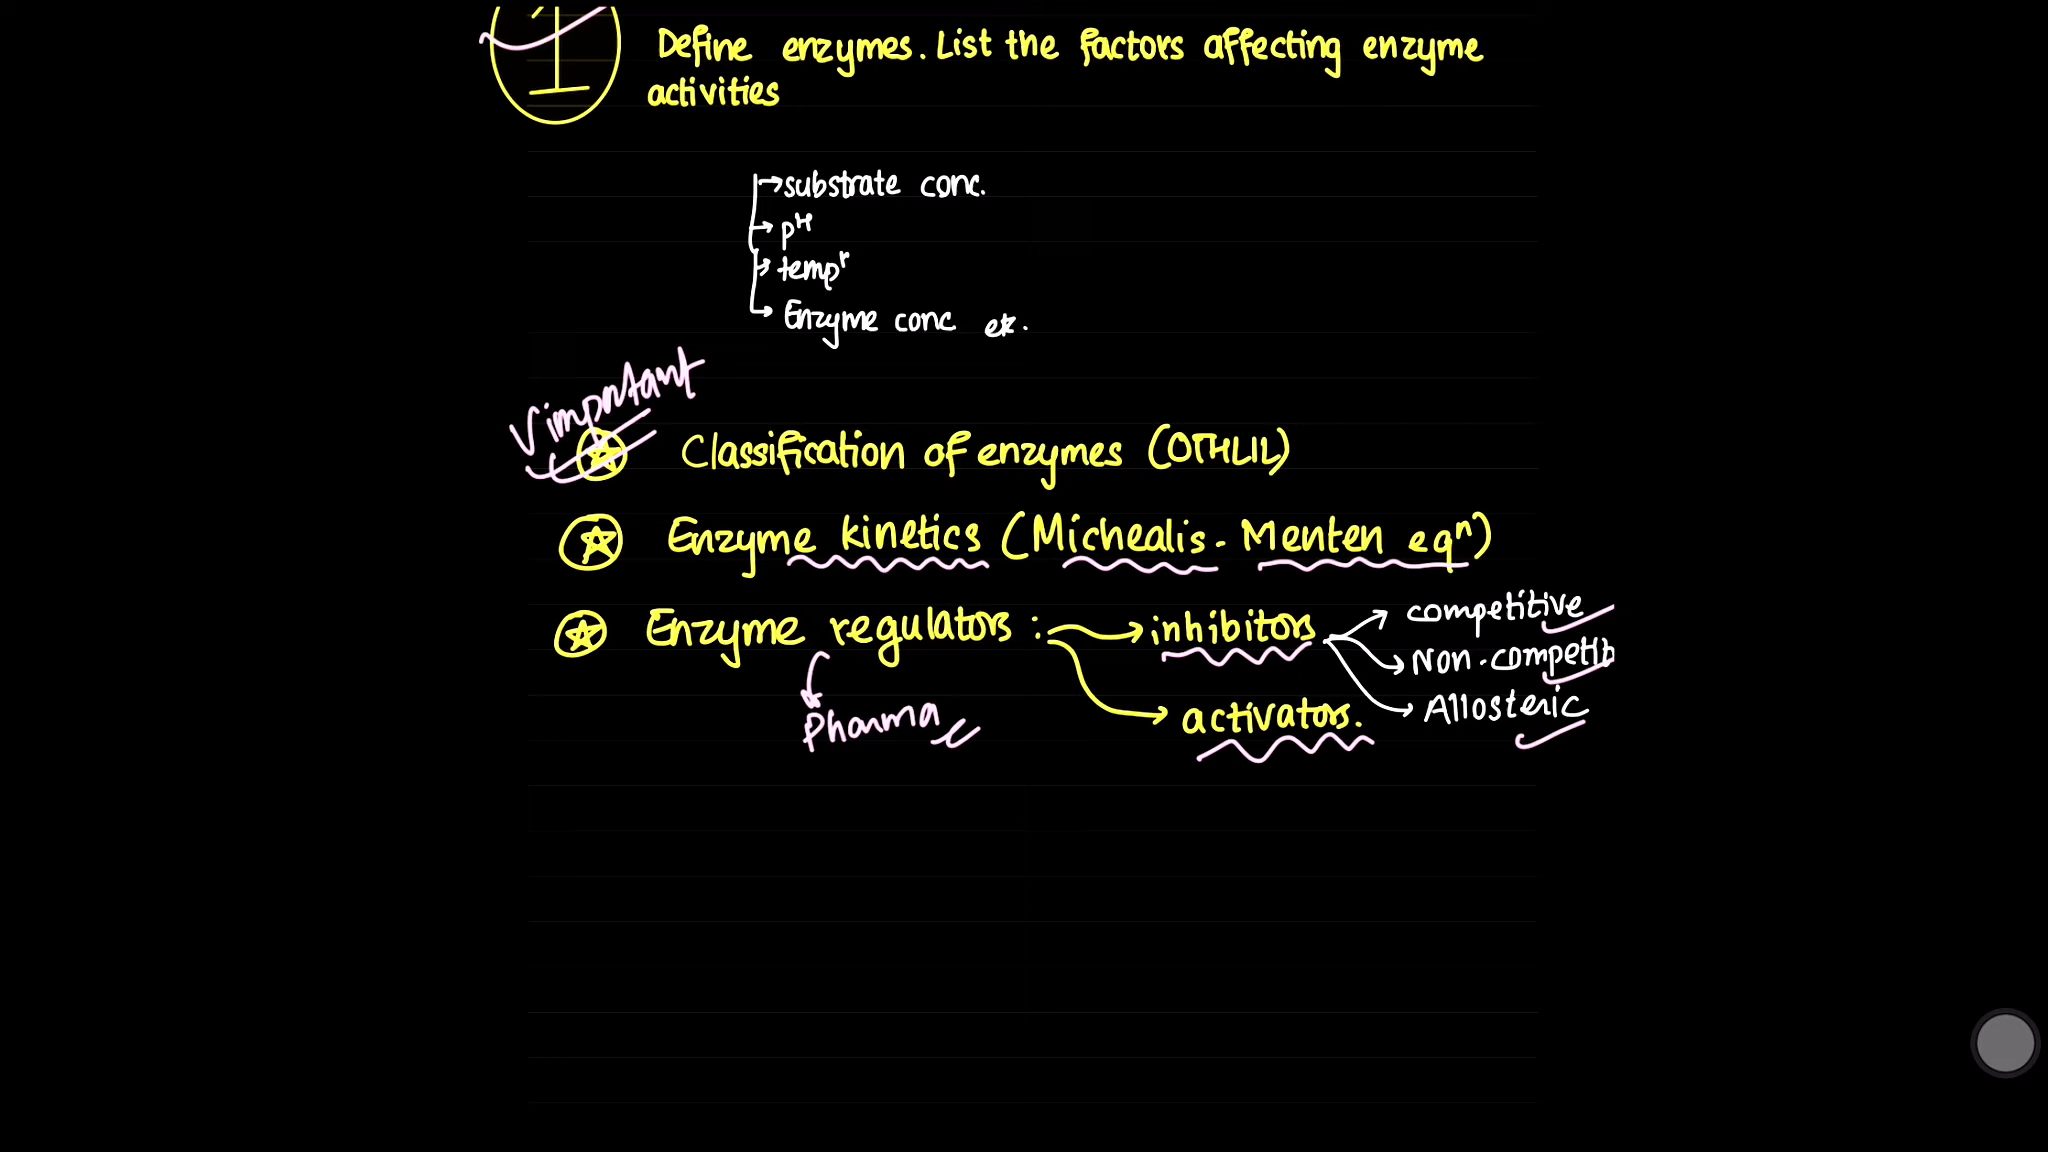 1
Define enzymes. List the factors affecting enzyme
activities
→substrate conc.
→ pH
→ tempr
→ Enzyme conc etc.
V important
Classification of enzymes (OTHLIL)
Enzyme kinetics (Michealis - Menten eqn)
Enzyme regulators : → inhibitors → competitive
→ Non-competiti
→ Allosteric
→ activators.
Pharma